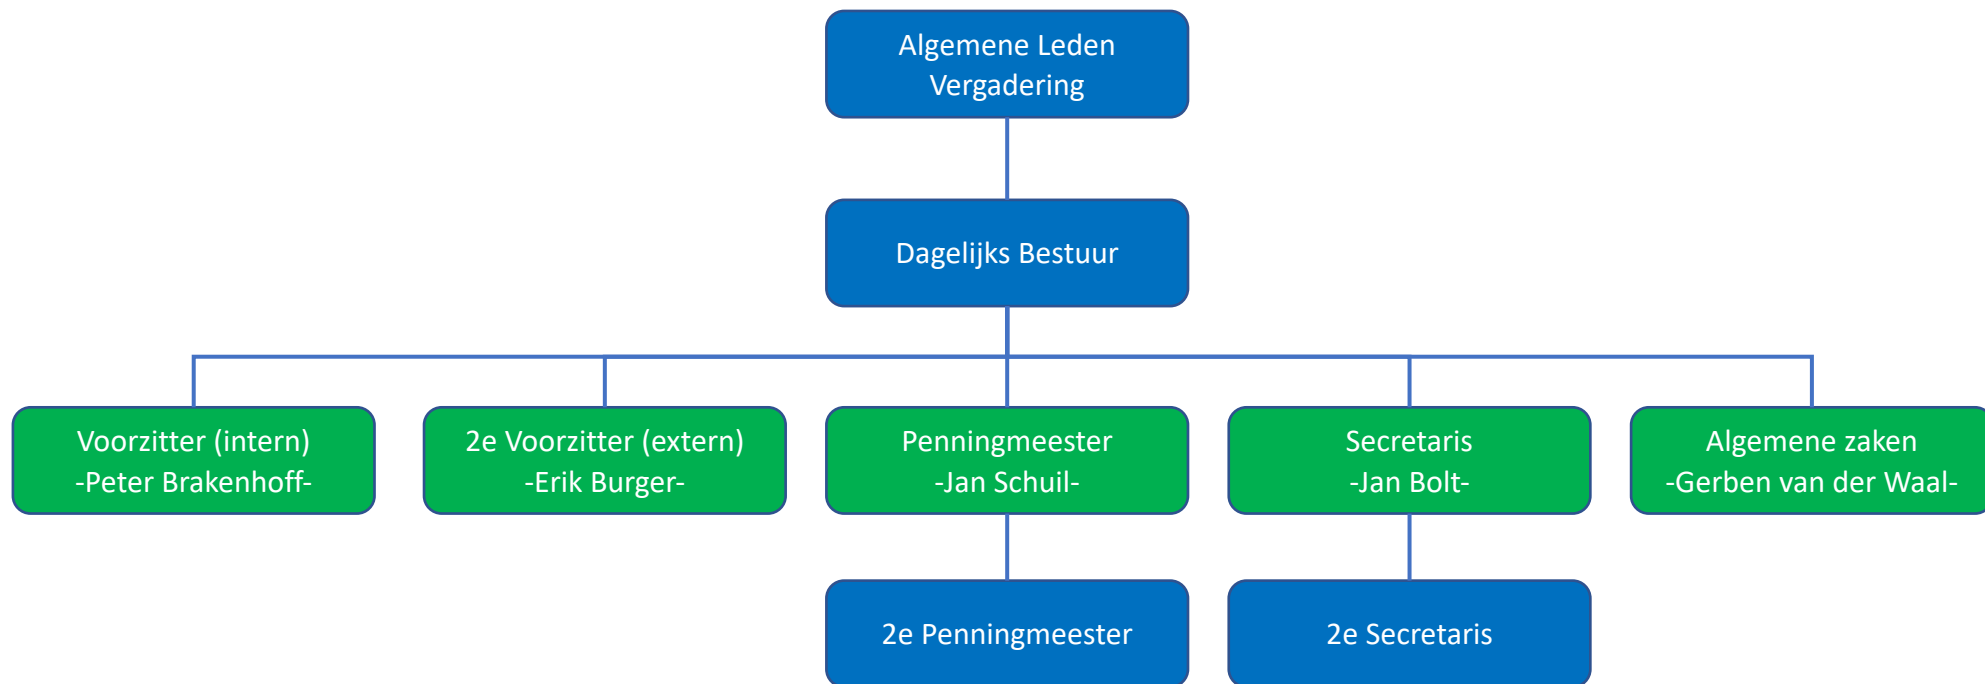 Algemene Leden
Vergadering
Dagelijks Bestuur
Voorzitter (intern)
-Peter Brakenhoff-
2e Voorzitter (extern)
-Erik Burger-
Penningmeester
-Jan Schuil-
Secretaris
-Jan Bolt-
Algemene zaken
-Gerben van der Waal-
2e Penningmeester
2e Secretaris